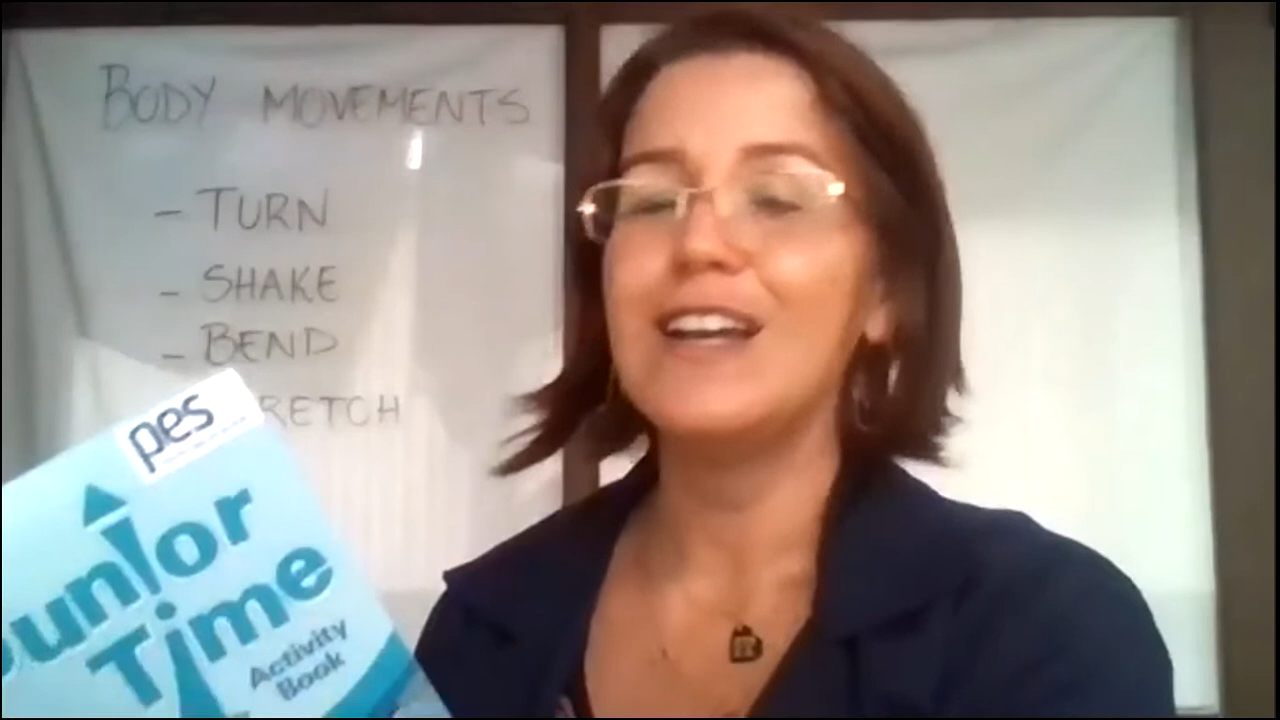 BODY MOVEMENTS
- TURN
- SHAKE
- BEND
RETCH
pes
Junior
Time
Activity
Book